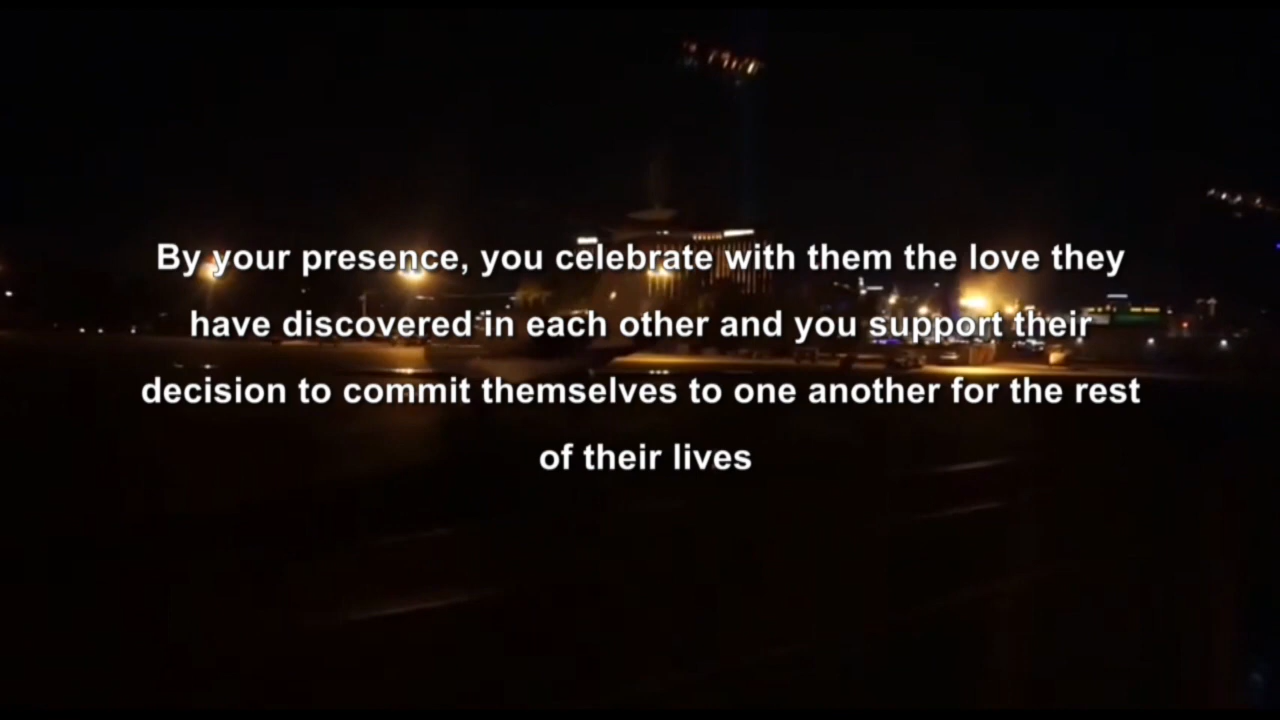 By your presence, you celebrate with them the love they
have discovered in each other and you support their
decision to commit themselves to one another for the rest
of their lives